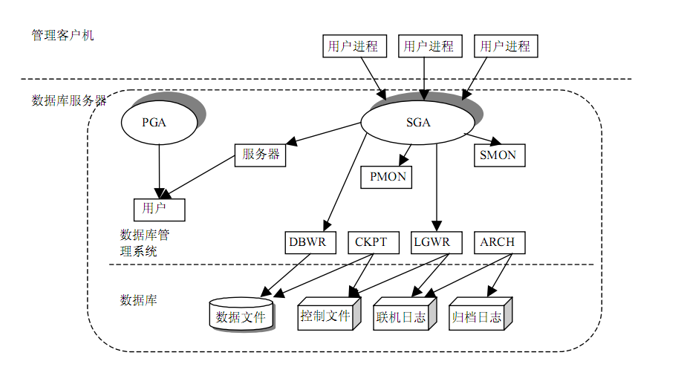 管理客户机
用户进程
用户进程
用户进程
数据库服务器
PGA
SGA
服务器
SMON
PMON
用户
数据库管
理系统
DBWR
CKPT
LGWR
ARCH
数据库
数据文件
控制文件
联机日志
归档日志